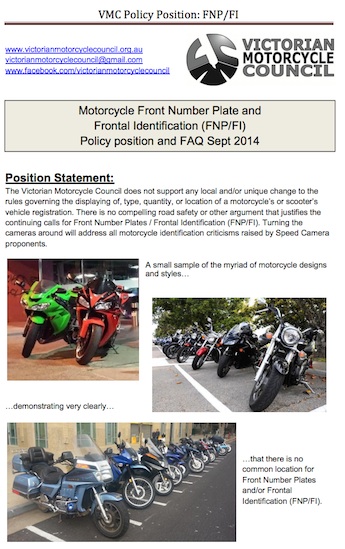 VMC Policy Position: FNP/FI
www.victorianmotorcyclecouncil.org.au
victorianmotorcyclecouncil@gmail.com
www.facebook.com/victorianmotorcyclecouncil
VICTORIAN
MOTORCYCLE
COUNCIL
Motorcycle Front Number Plate and
Frontal Identification (FNP/FI)
Policy position and FAQ Sept 2014
Position Statement:
The Victorian Motorcycle Council does not support any local and/or unique change to the
rules governing the displaying of, type, quantity, or location of a motorcycle's or scooter's
vehicle registration. There is no compelling road safety or other argument that justifies the
continuing calls for Front Number Plates / Frontal Identification (FNP/FI). Turning the
cameras around will address all motorcycle identification criticisms raised by Speed Camera
proponents.
A small sample of the myriad of motorcycle designs
and styles…
…demonstrating very clearly…
…that there is no
common location for
Front Number Plates
and/or Frontal
Identification (FNP/FI).